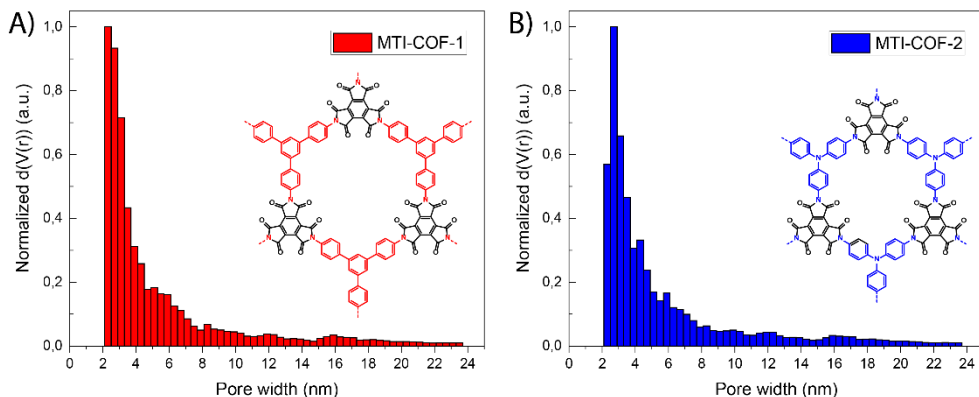 A)
MTI-COF-1
Normalized d(V(r)) (a.u.)
1,0
0,8
0,6
0,4
0,2
0,0
0 2 4 6 8 10 12 14 16 18 20 22 24
Pore width (nm)
N
O O
O O
O O
N N
N N
O O O O
O O O O
N N N N
O O O O
B)
MTI-COF-2
Normalized d(V(r)) (a.u.)
1,0
0,8
0,6
0,4
0,2
0,0
0 2 4 6 8 10 12 14 16 18 20 22 24
Pore width (nm)
N
O O
O O
O O
N N
N N
N N
O O O O
O O O O
N N N N
O O O O
N